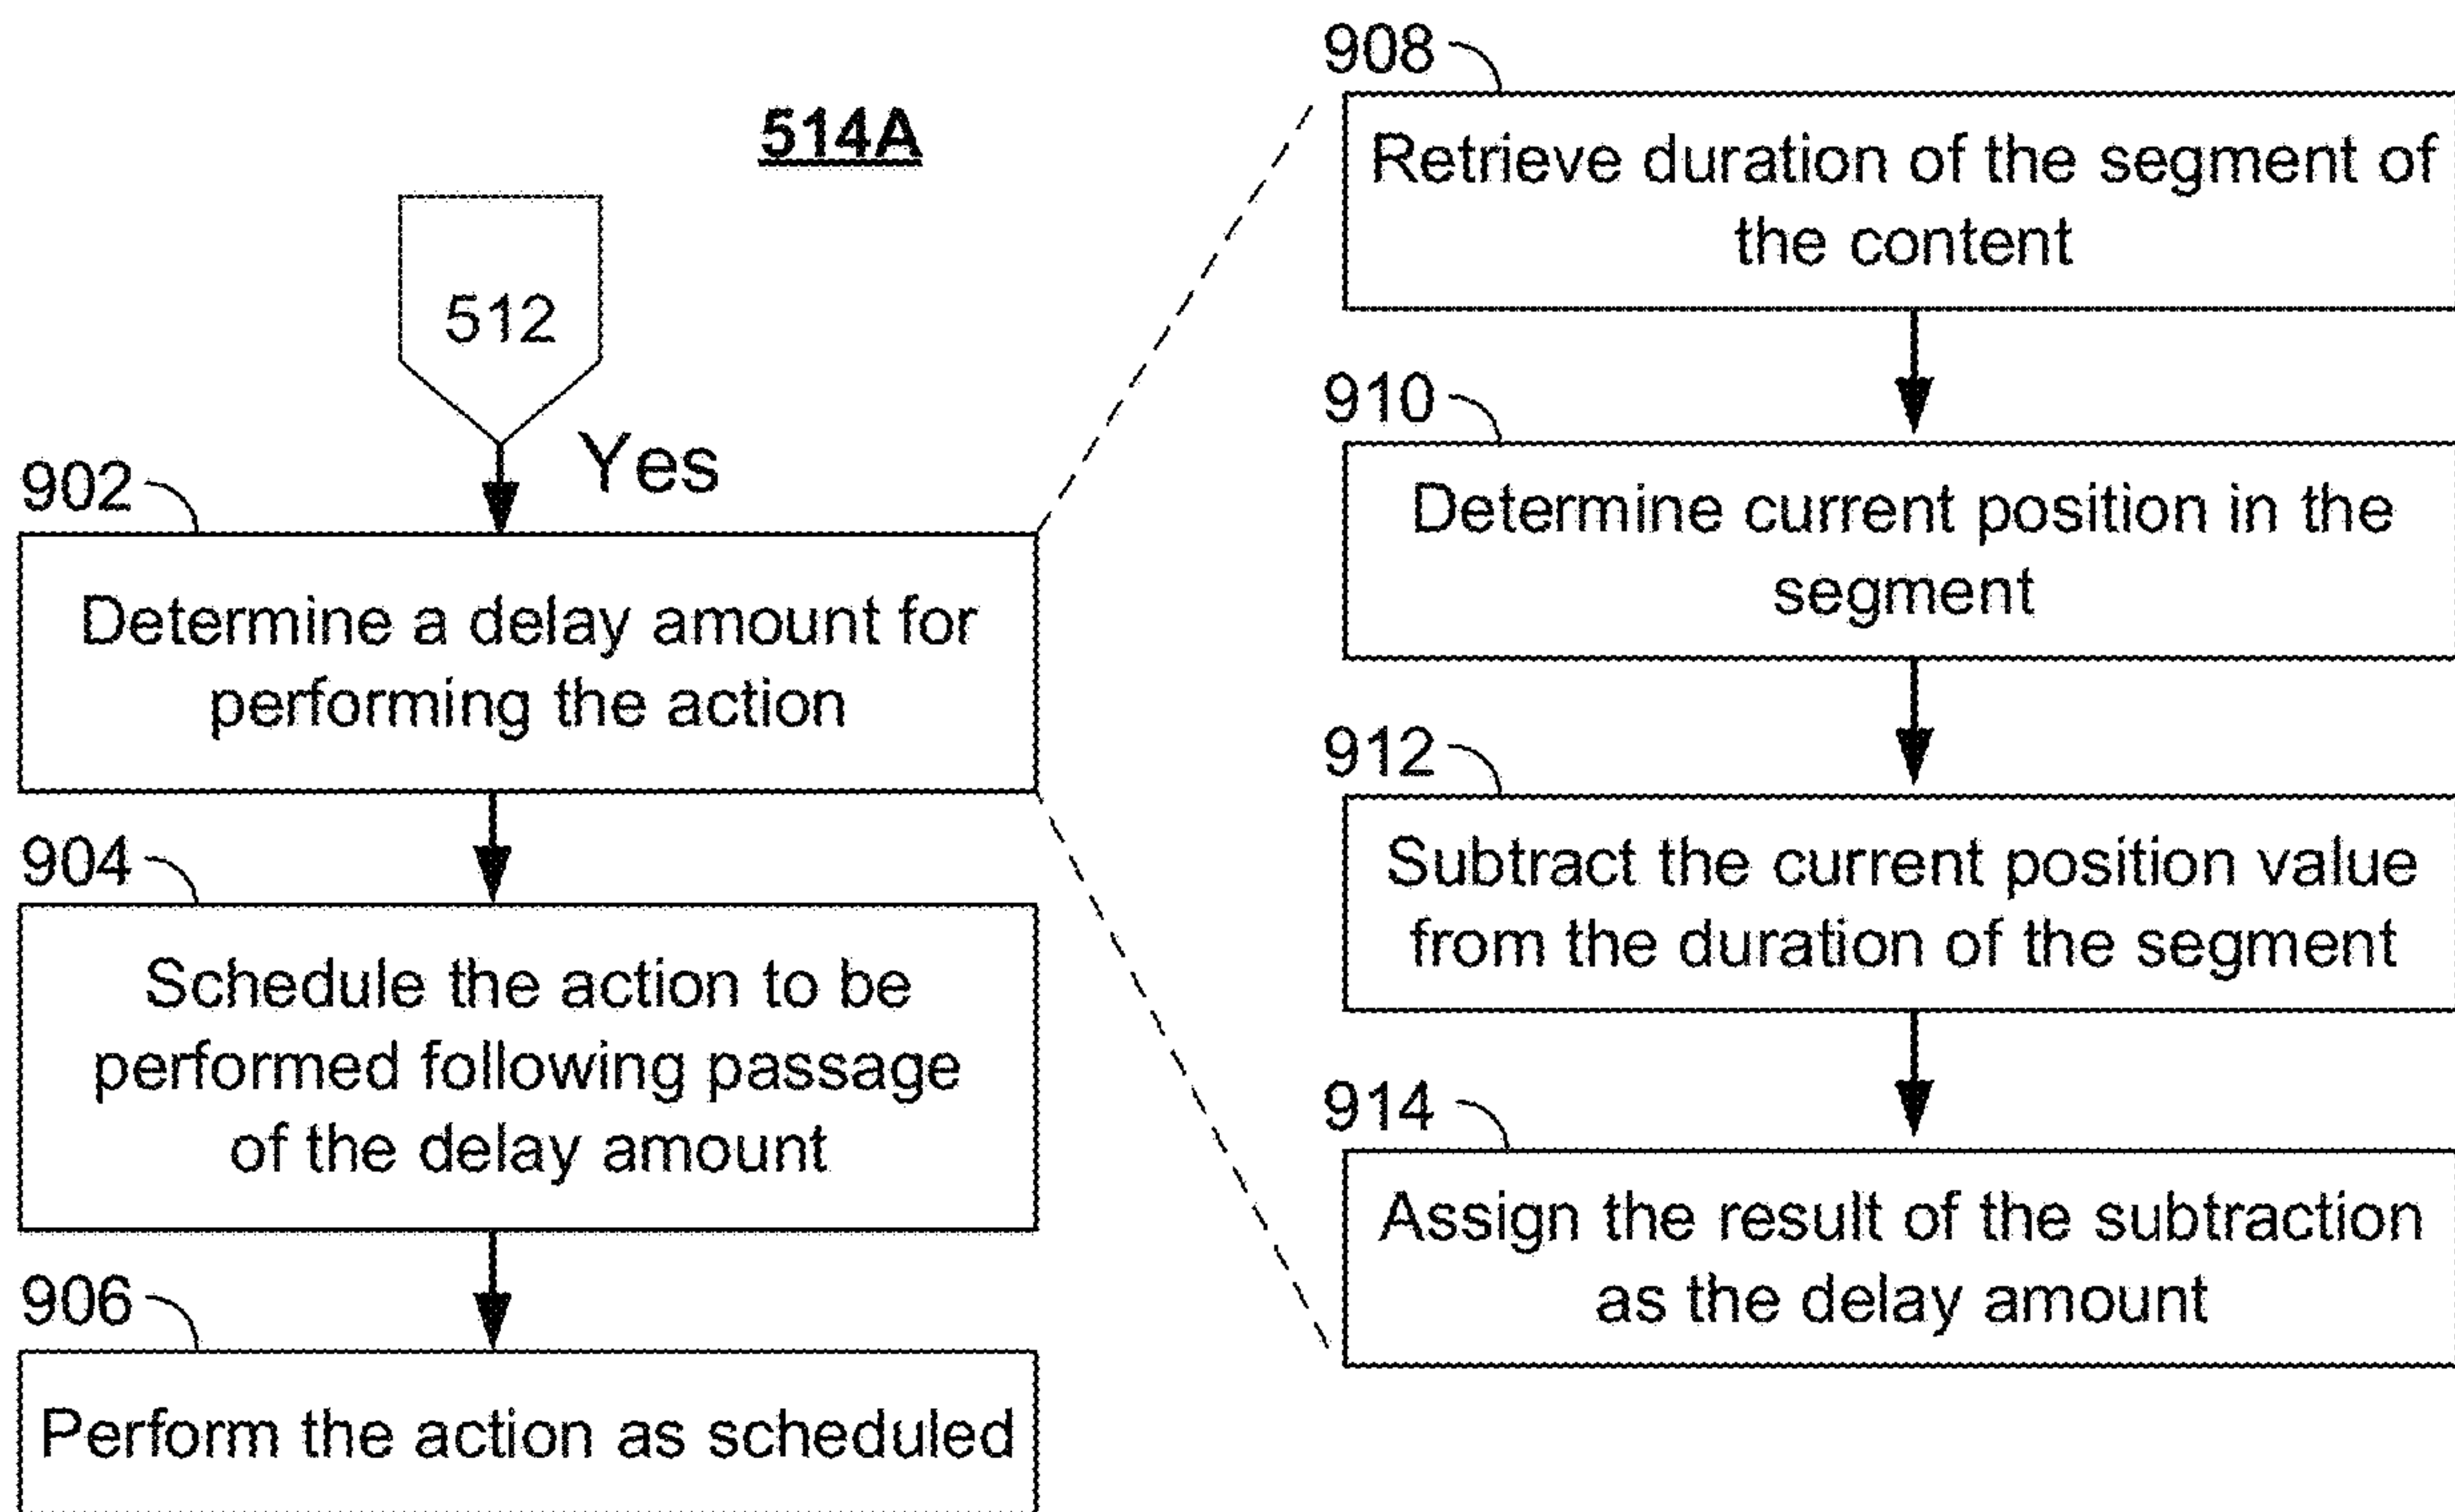 514A
512
Yes
902
Determine a delay amount for
performing the action
904
Schedule the action to be
performed following passage
of the delay amount
906
Perform the action as scheduled
908
Retrieve duration of the segment of
the content
910
Determine current position in the
segment
912
Subtract the current position value
from the duration of the segment
914
Assign the result of the subtraction
as the delay amount